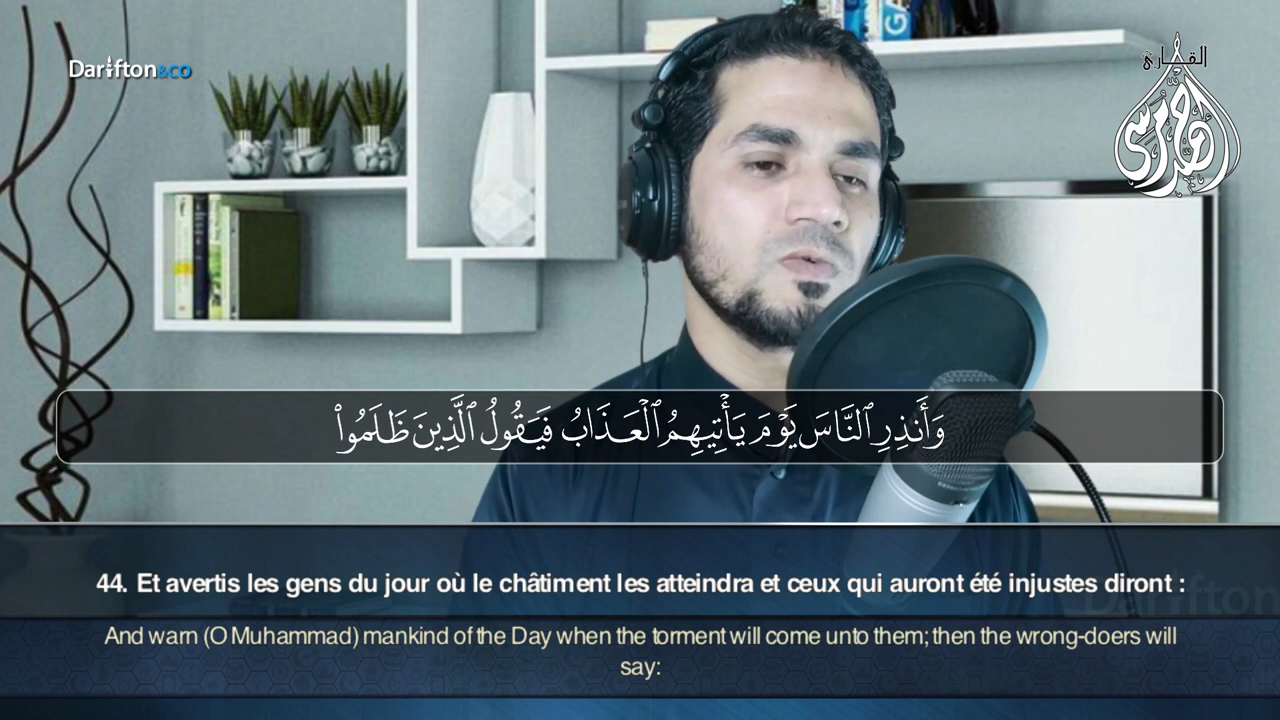 Darifton&co
القارئ
وَأَنذِرِ ٱلنَّاسَ يَوْمَ يَأْتِيهِمُ ٱلْعَذَابُ فَيَقُولُ ٱلَّذِينَ ظَلَمُوا۟
44. Et avertis les gens du jour où le châtiment les atteindra et ceux qui auront été injustes diront :
Darifton
And warn (O Muhammad) mankind of the Day when the torment will come unto them; then the wrong-doers will
say: